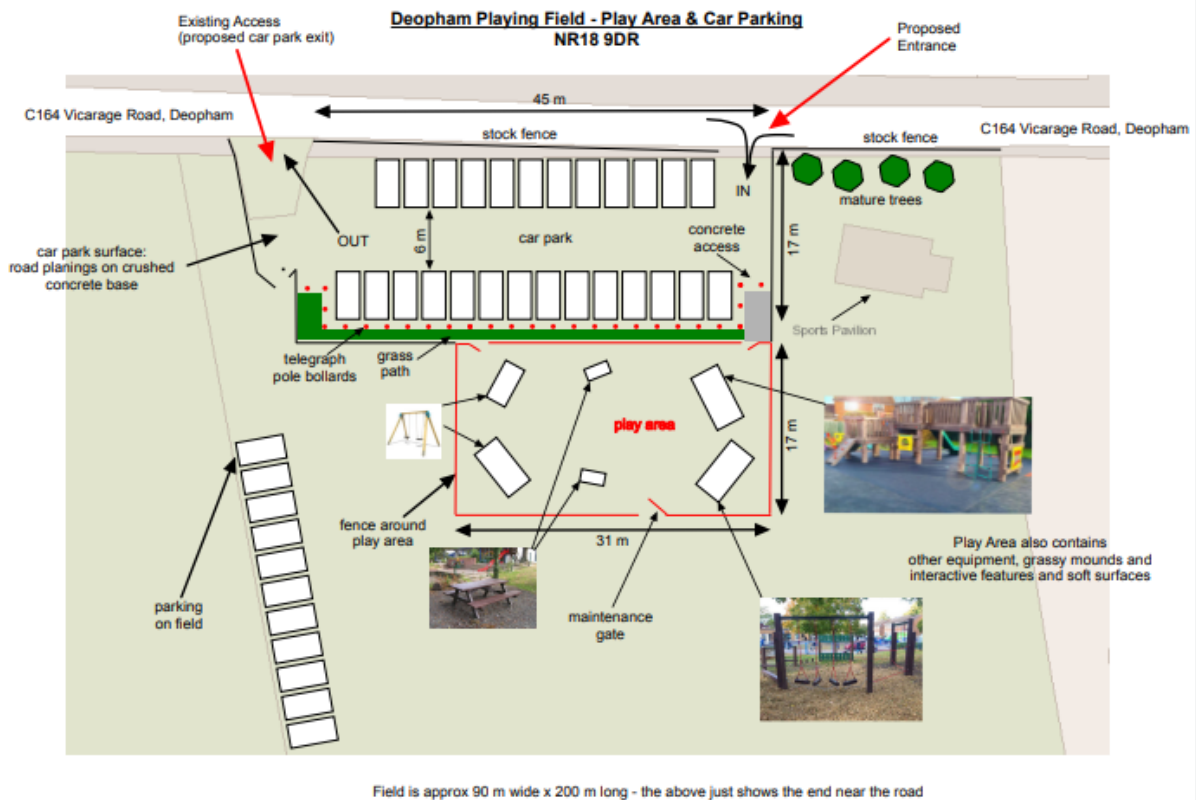 Deopham Playing Field - Play Area & Car Parking
NR18 9DR
Existing Access
(proposed car park exit)
Proposed
Entrance
45 m
C164 Vicarage Road, Deopham
stock fence
stock fence
C164 Vicarage Road, Deopham
IN
mature trees
OUT
6 m
car park
concrete
access
17 m
car park surface:
road planings on crushed
concrete base
Sports Pavilion
telegraph
pole bollards
grass
path
play area
17 m
fence around
play area
31 m
Play Area also contains
other equipment, grassy mounds and
interactive features and soft surfaces
parking
on field
maintenance
gate
Field is approx 90 m wide x 200 m long - the above just shows the end near the road